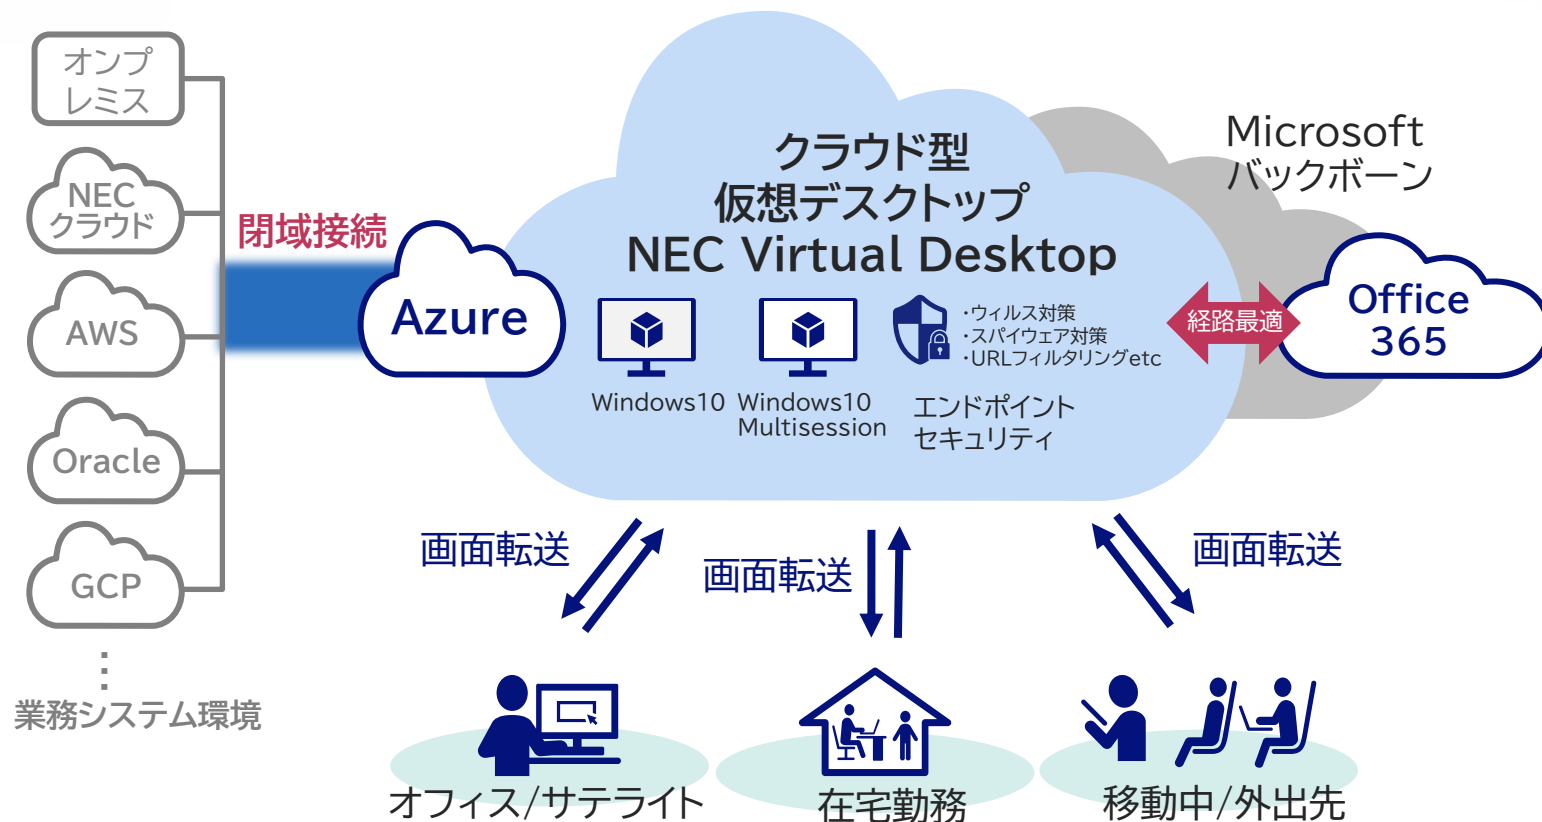 オンプ
レミス
NEC
クラウド
AWS
Oracle
GCP
⋮
業務システム環境
閉域接続
Azure
クラウド型
仮想デスクトップ
NEC Virtual Desktop
Windows10
Windows10
Multisession
・ウィルス対策
・スパイウェア対策
・URLフィルタリングetc
エンドポイント
セキュリティ
Microsoft
バックボーン
経路最適
Office
365
画面転送
画面転送
画面転送
オフィス/サテライト
在宅勤務
移動中/外出先